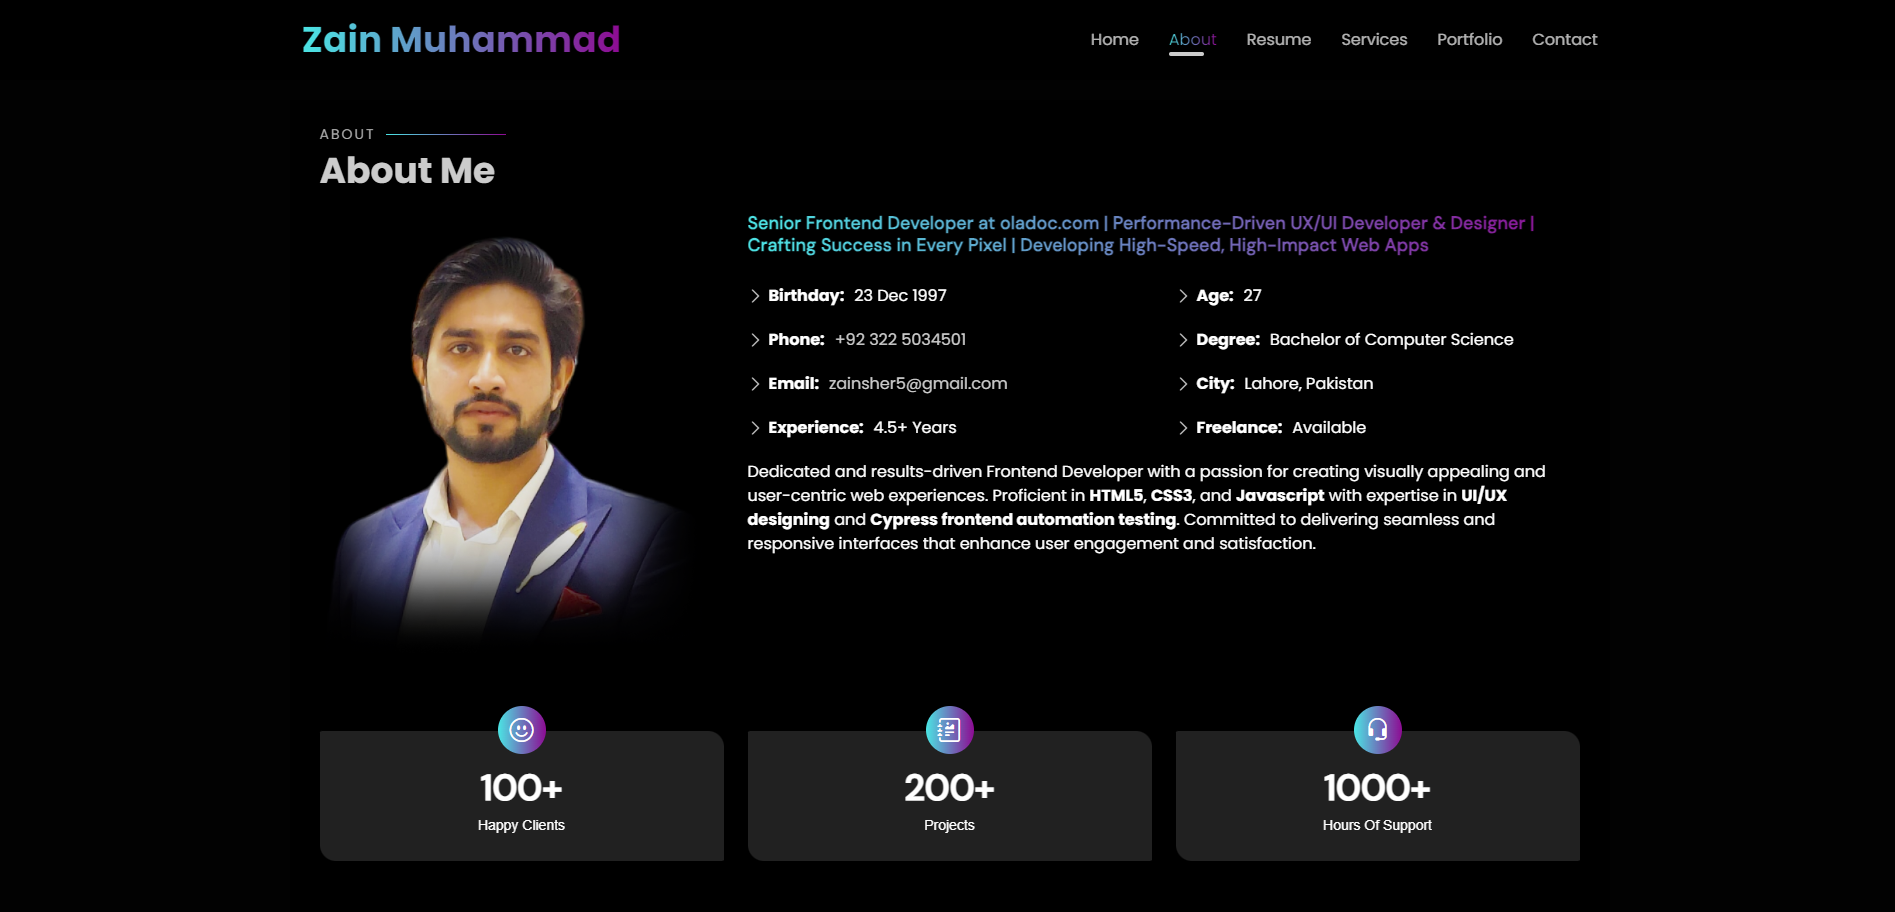 Zain Muhammad
Home About Resume Services Portfolio Contact
ABOUT
About Me
Senior Frontend Developer at oladoc.com | Performance-Driven UX/UI Developer & Designer |
Crafting Success in Every Pixel | Developing High-Speed, High-Impact Web Apps
Birthday: 23 Dec 1997
Age: 27
Phone: +92 322 5034501
Degree: Bachelor of Computer Science
Email: zainsher5@gmail.com
City: Lahore, Pakistan
Experience: 4.5+ Years
Freelance: Available
Dedicated and results-driven Frontend Developer with a passion for creating visually appealing and
user-centric web experiences. Proficient in HTML5, CSS3, and Javascript with expertise in UI/UX
designing and Cypress frontend automation testing. Committed to delivering seamless and
responsive interfaces that enhance user engagement and satisfaction.
100+
Happy Clients
200+
Projects
1000+
Hours Of Support